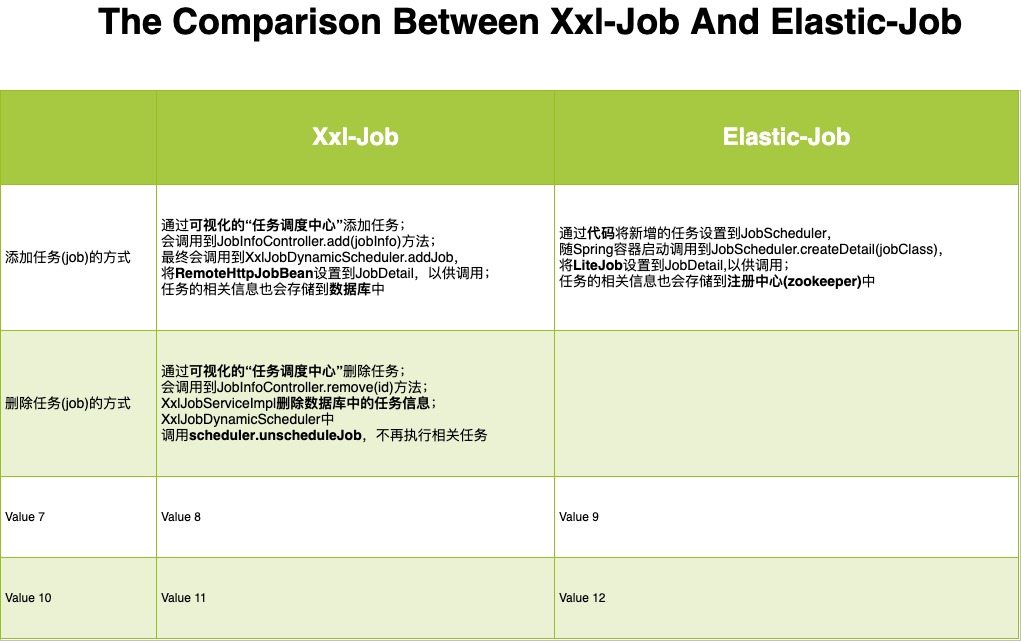 The Comparison Between Xxl-Job And Elastic-Job
Xxl-Job
Elastic-Job
添加任务(job)的方式
通过可视化的“任务调度中心”添加任务；
会调用到JobInfoController.add(jobInfo)方法；
最终会调用到XxlJobDynamicScheduler.addJob,
将RemoteHttpJobBean设置到JobDetail，以供调用；
任务的相关信息也会存储到数据库中
通过代码将新增的任务设置到JobScheduler,
随Spring容器启动调用到JobScheduler.createDetail(jobClass),
将LiteJob设置到JobDetail,以供调用；
任务的相关信息也会存储到注册中心(zookeeper)中
删除任务(job)的方式
通过可视化的“任务调度中心”删除任务；
会调用到JobInfoController.remove(id)方法；
XxlJobServiceImpl删除数据库中的任务信息；
XxlJobDynamicScheduler中
调用scheduler.unscheduleJob，不再执行相关任务
Value 7
Value 8
Value 9
Value 10
Value 11
Value 12